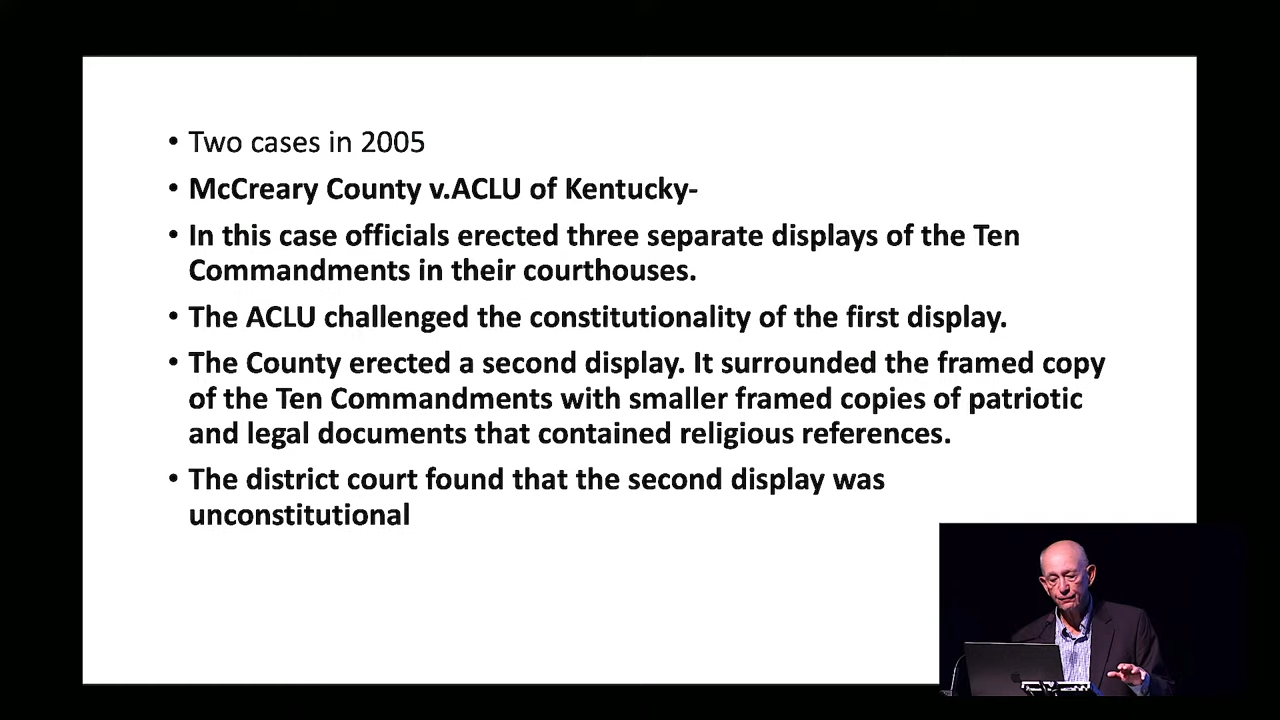 • Two cases in 2005
• McCreary County v.ACLU of Kentucky-
• In this case officials erected three separate displays of the Ten
Commandments in their courthouses.
• The ACLU challenged the constitutionality of the first display.
• The County erected a second display. It surrounded the framed copy
of the Ten Commandments with smaller framed copies of patriotic
and legal documents that contained religious references.
• The district court found that the second display was
unconstitutional